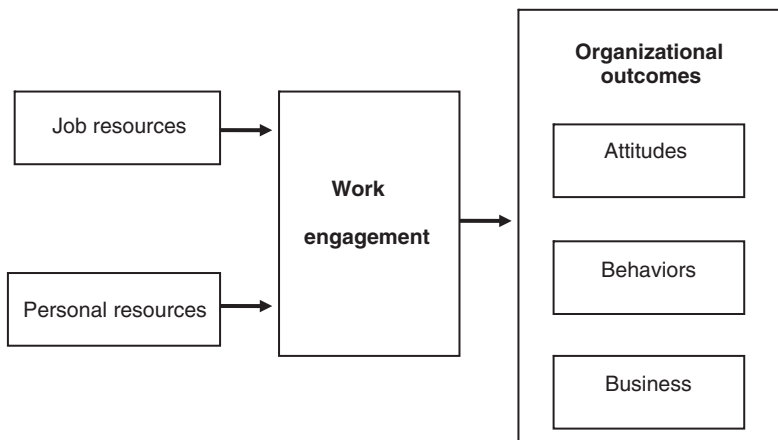 Job resources
Personal resources
Work
engagement
Organizational
outcomes
Attitudes
Behaviors
Business